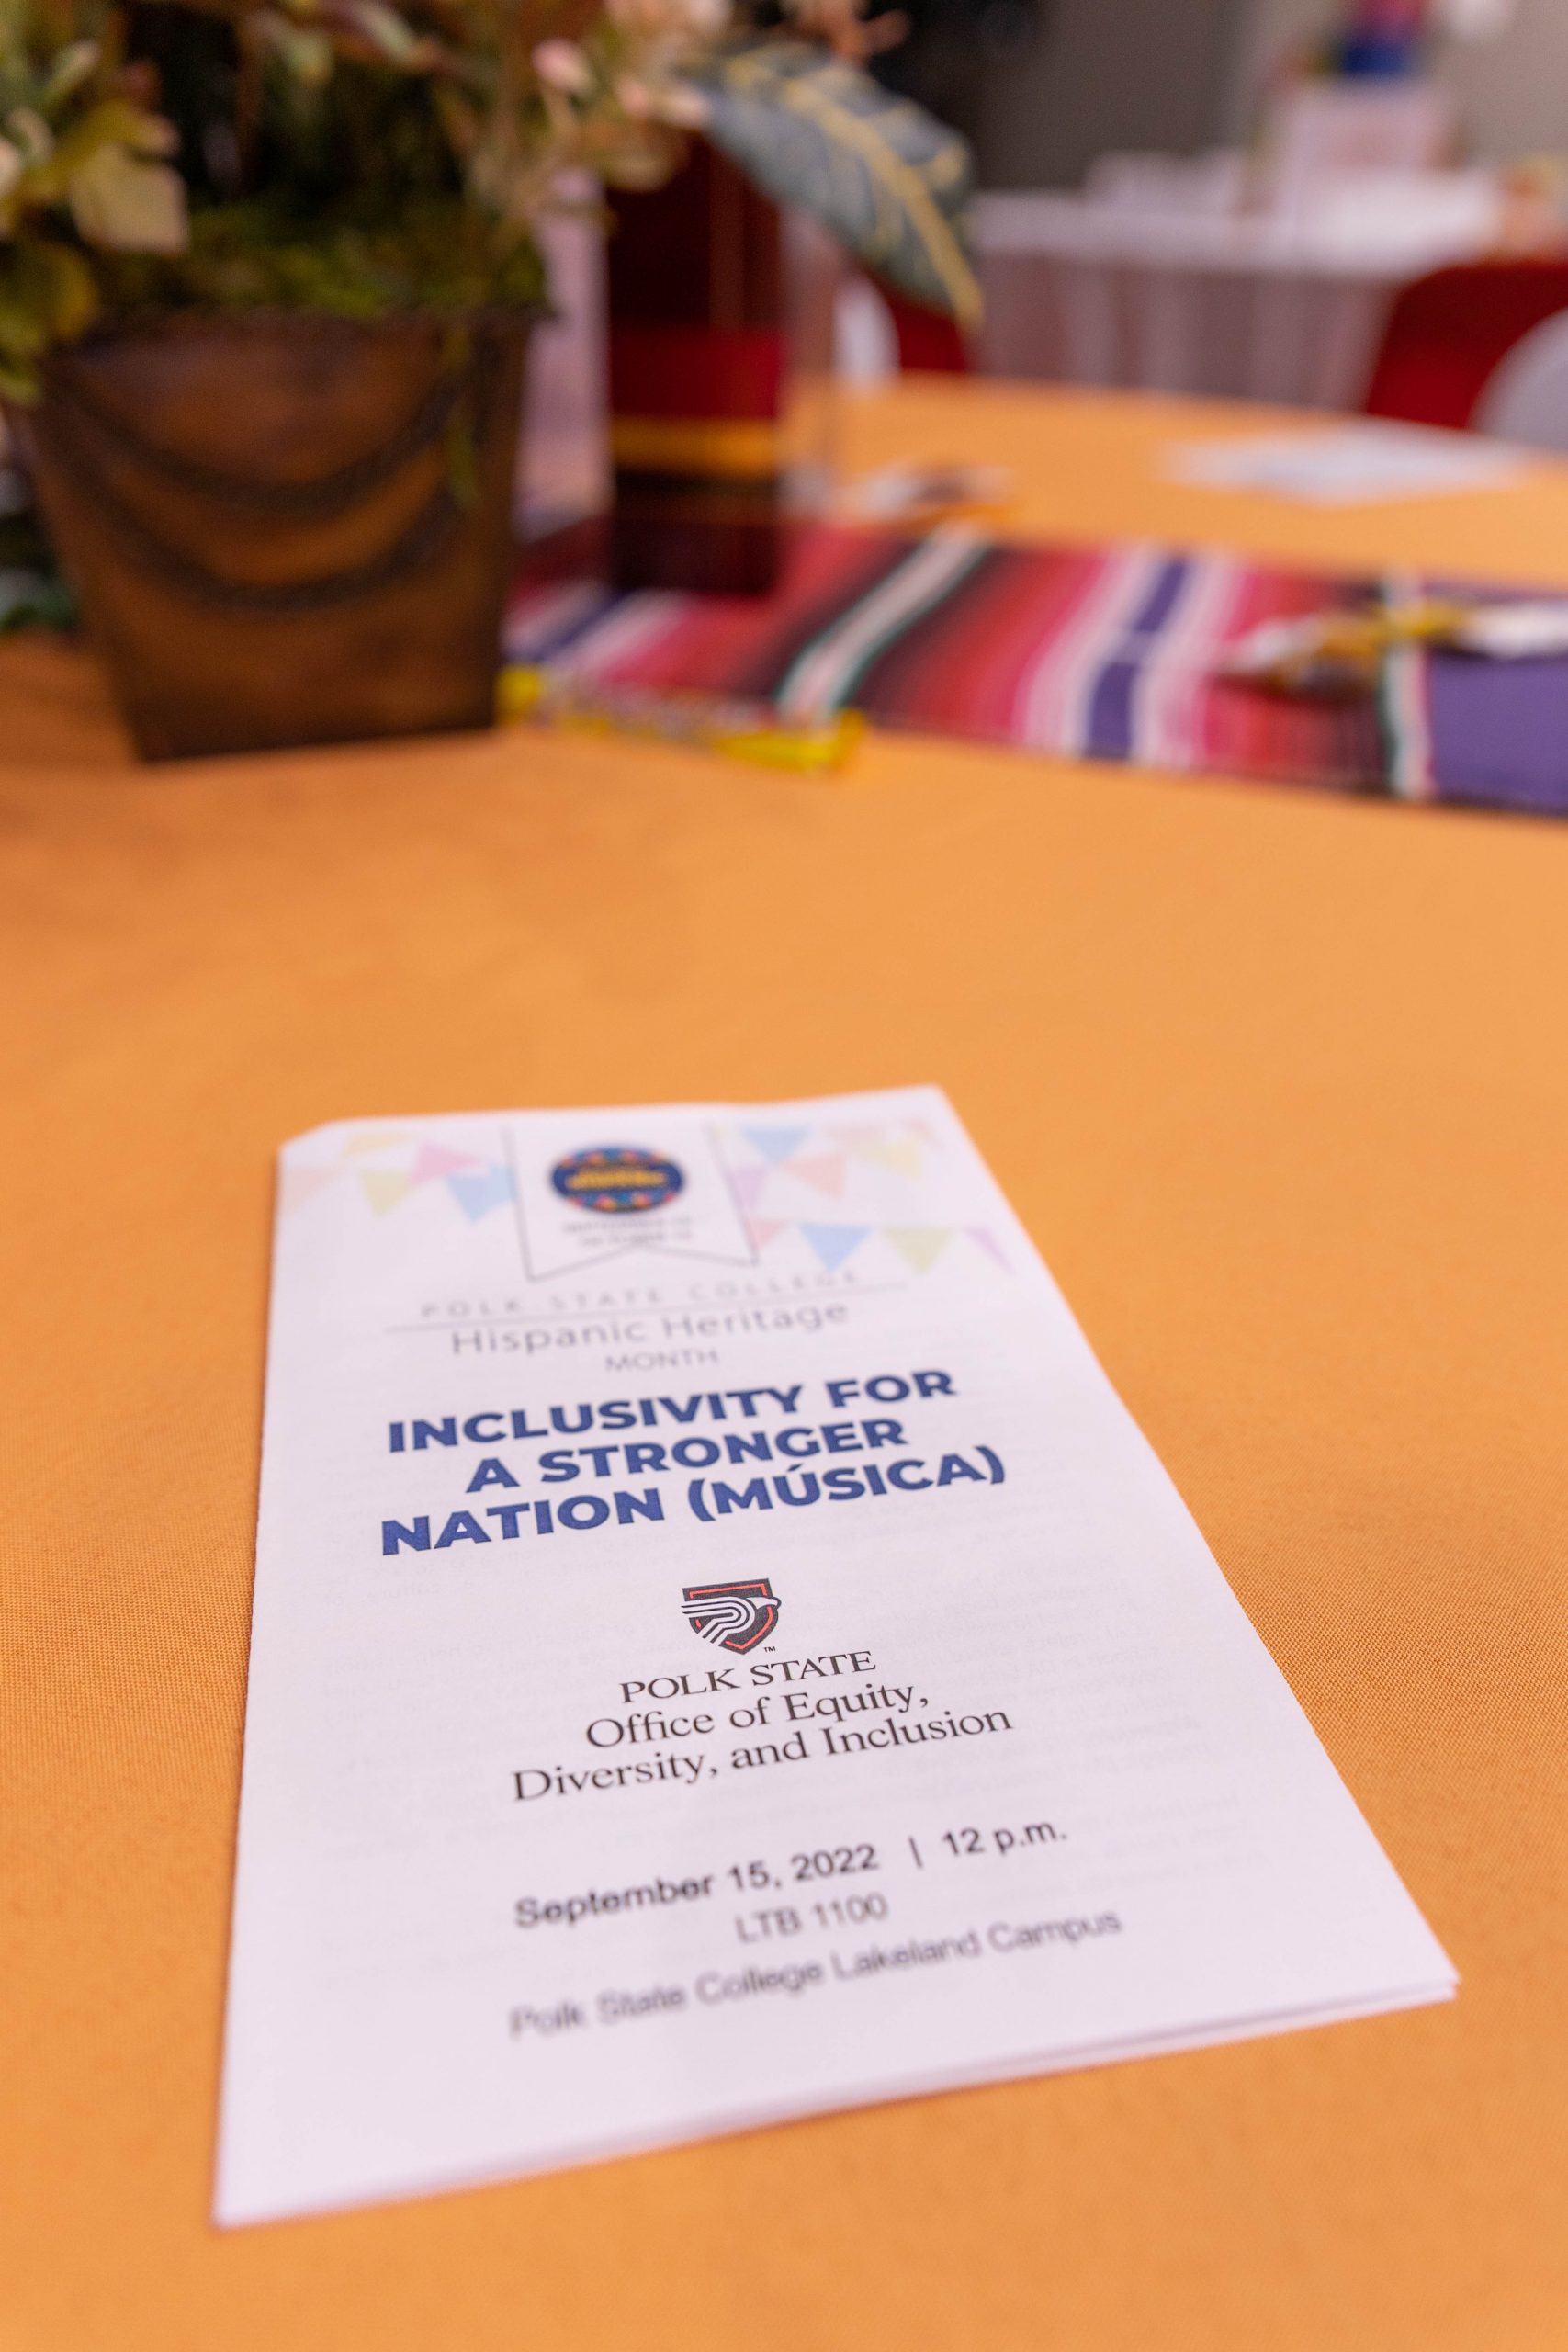 POLK STATE COLLEGE
Hispanic Heritage
MONTH
INCLUSIVITY FOR
A STRONGER
NATION (MÚSICA)
TM
POLK STATE
Office of Equity,
Diversity, and Inclusion
September 15, 2022 | 12 p.m.
LTB 1100
Polk State College Lakeland Campus